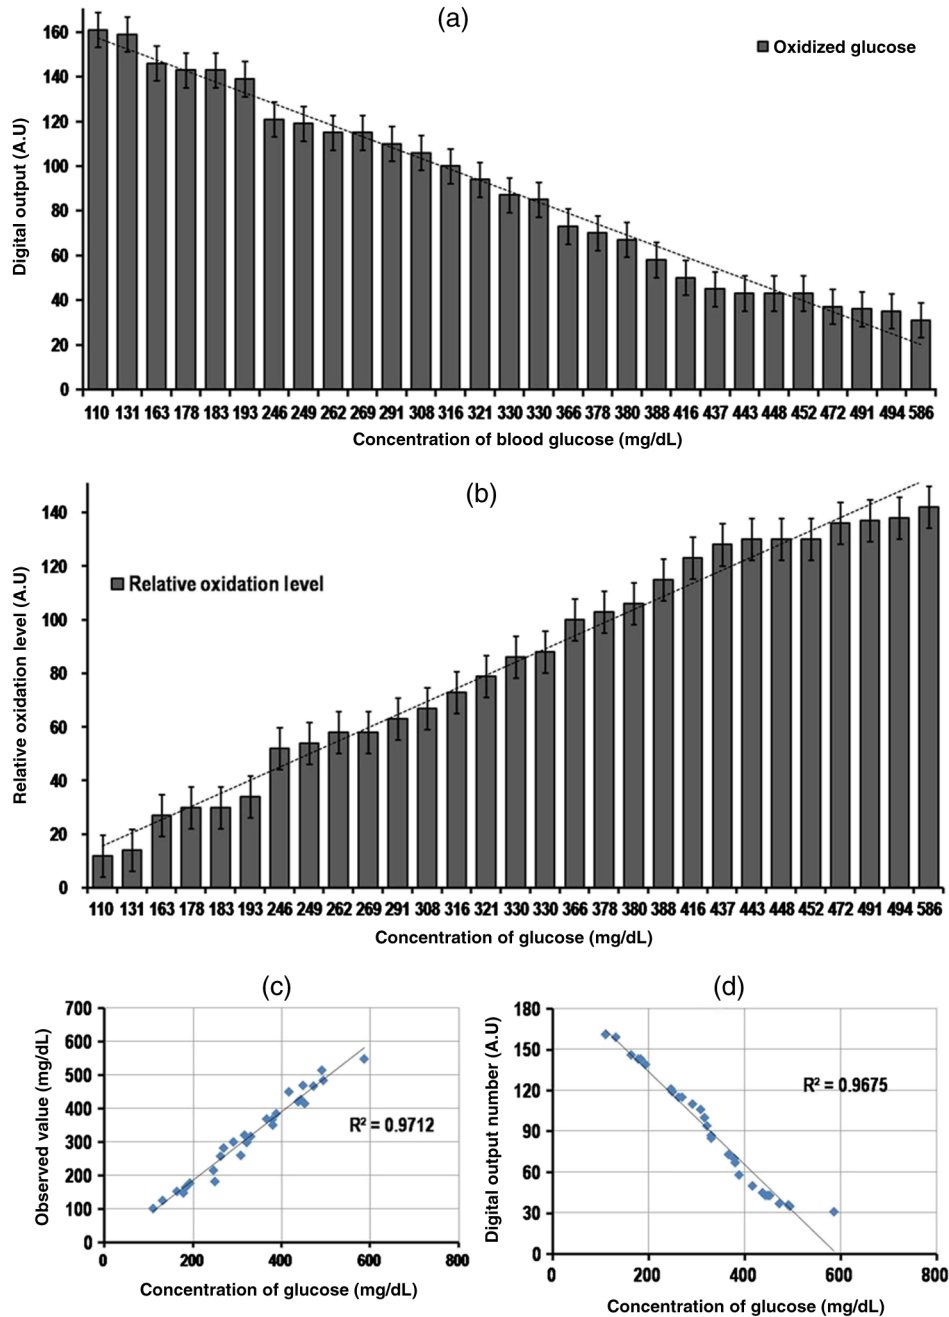 (a)
Oxidized glucose
Digital output (A.U)
160
140
120
100
80
60
40
20
0
110 131 163 178 183 193 246 249 262 269 291 308 316 321 330 330 366 378 380 388 416 437 443 448 452 472 491 494 586
Concentration of blood glucose (mg/dL)
(b)
Relative oxidation level
Relative oxidation level (A.U)
140
120
100
80
60
40
20
0
110 131 163 178 183 193 246 249 262 269 291 308 316 321 330 330 366 378 380 388 416 437 443 448 452 472 491 494 586
Concentration of glucose (mg/dL)
(c)
Observed value (mg/dL)
700
600
500
400
300
200
100
0
R² = 0.9712
0 200 400 600 800
Concentration of glucose (mg/dL)
(d)
Digital output number (A.U)
180
150
120
90
60
30
0
R² = 0.9675
0 200 400 600 800
Concentration of glucose (mg/dL)